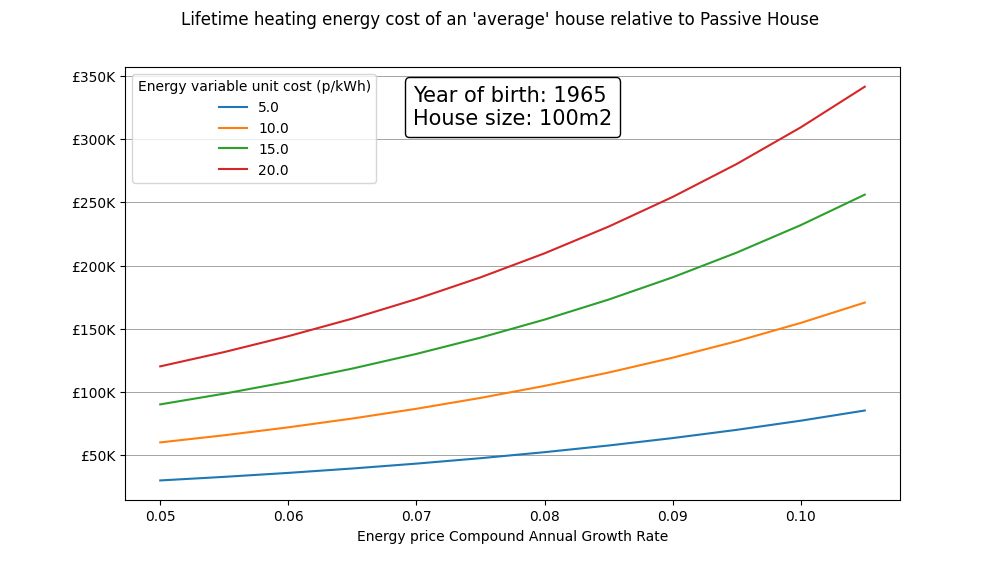 Lifetime heating energy cost of an 'average' house relative to Passive House
£350K
£300K
£250K
£200K
£150K
£100K
£50K
Energy variable unit cost (p/kWh)
5.0
10.0
15.0
20.0
Year of birth: 1965
House size: 100m2
0.05 0.06 0.07 0.08 0.09 0.10
Energy price Compound Annual Growth Rate